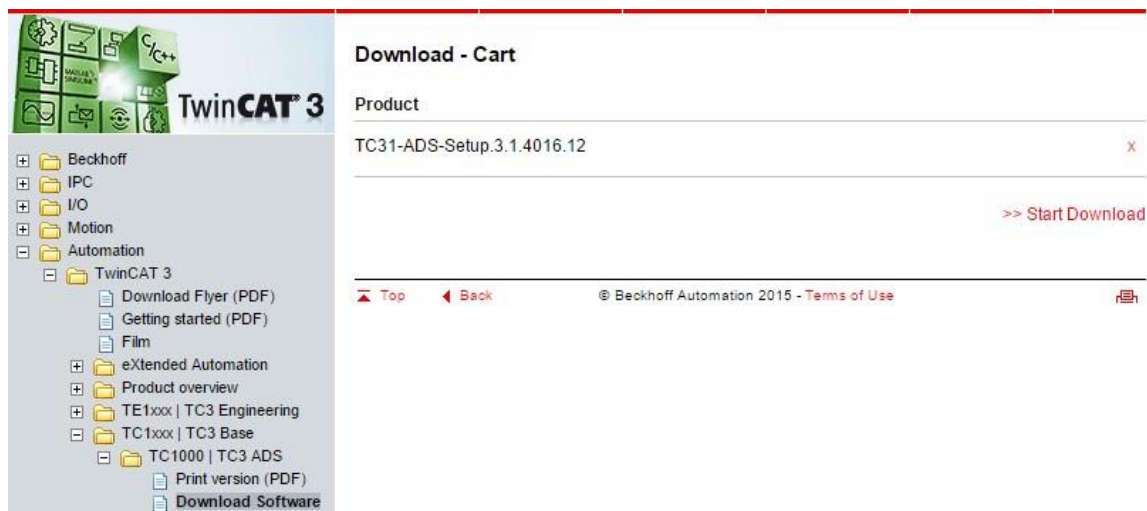 C/C++
MATLAB®
SIMULINK®
TwinCAT® 3
Beckhoff
IPC
I/O
Motion
Automation
TwinCAT 3
Download Flyer (PDF)
Getting started (PDF)
Film
eXtended Automation
Product overview
TE1xxx | TC3 Engineering
TC1xxx | TC3 Base
TC1000 | TC3 ADS
Print version (PDF)
Download Software
Download - Cart
Product
TC31-ADS-Setup.3.1.4016.12 x
>> Start Download
Top Back © Beckhoff Automation 2015 - Terms of Use